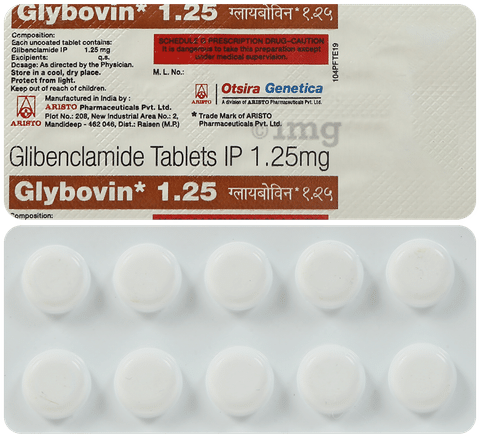 Glybovin* 1.25 ग्लायबोविन*१.२५
Composition:
Each uncoated tablet contains:
Glibenclamide IP 1.25 mg
Excipients: q.s.
Dosage: As directed by the Physician.
Store in a cool, dry place.
Protect from light.
Keep out of reach of children.
SCHEDULE PRESCRIPTION DRUG–CAUTION
It is dangerous to take this preparation except
under medical supervision.
M. L. No.:
104PFTE19
ARISTO
Manufactured in India by :
ARISTO Pharmaceuticals Pvt. Ltd.
Plot No.: 208, New Industrial Area No.: 2,
Mandideep - 462 046, Dist.: Raisen (M.P.)
ARISTO
Otsira Genetica
A division of ARISTO Pharmaceuticals Pvt. Ltd.
* Trade Mark of ARISTO
Pharmaceuticals Pvt. Ltd.
1mg
Glibenclamide Tablets IP 1.25mg
Glybovin* 1.25 ग्लायबोविन*१.२५
Composition: